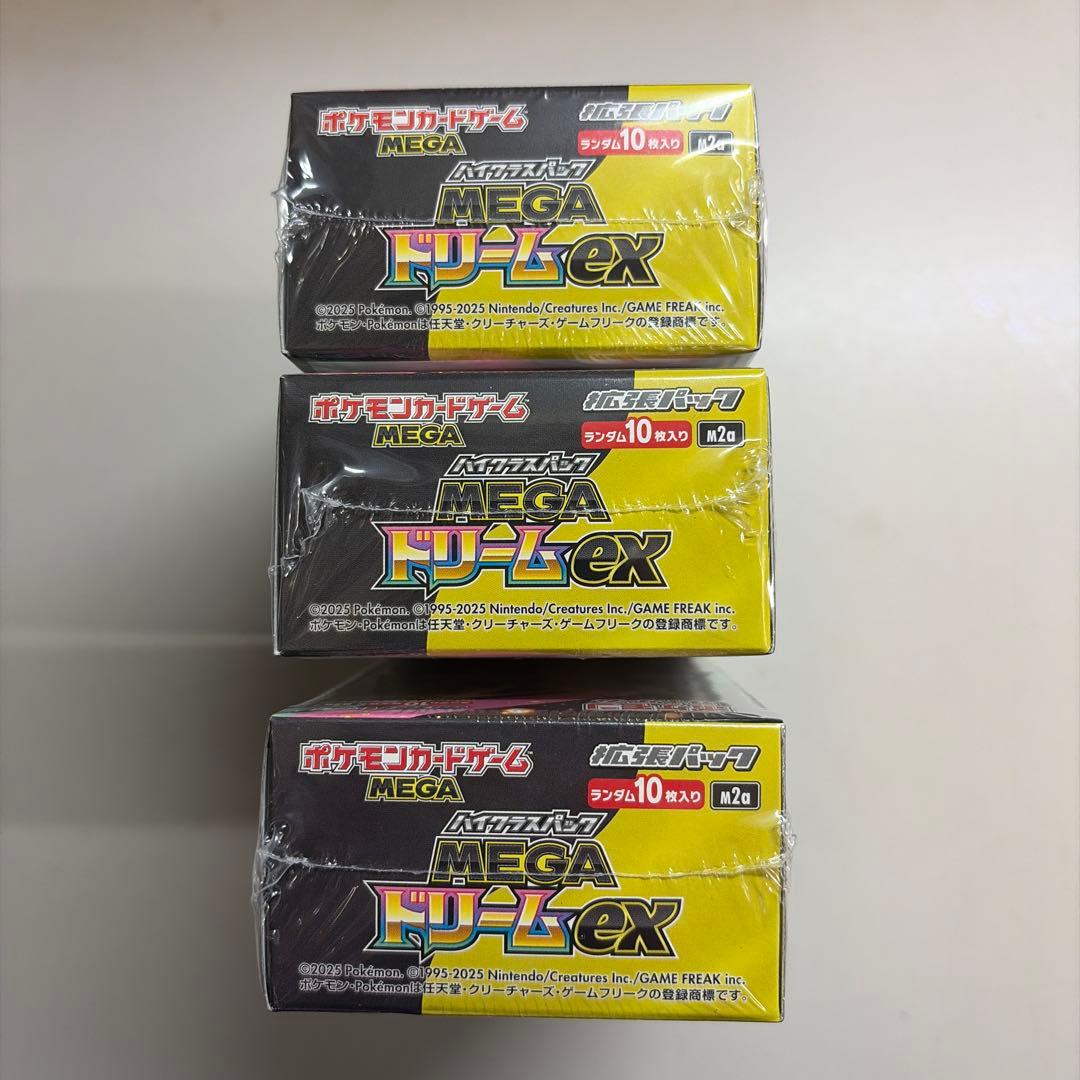 ポケモンカードゲーム
MEGA
拡張パック
ランダム10枚入り M2a
ハイクラスパック
MEGA
ドリームex
©2025 Pokémon. ©1995-2025 Nintendo/Creatures Inc./GAME FREAK inc.
ポケモン・Pokémonは任天堂・クリーチャーズ・ゲームフリークの登録商標です。
ポケモンカードゲーム
MEGA
拡張パック
ランダム10枚入り M2a
ハイクラスパック
MEGA
ドリームex
©2025 Pokémon. ©1995-2025 Nintendo/Creatures Inc./GAME FREAK inc.
ポケモン・Pokémonは任天堂・クリーチャーズ・ゲームフリークの登録商標です。
ポケモンカードゲーム
MEGA
拡張パック
ランダム10枚入り M2a
ハイクラスパック
MEGA
ドリームex
©2025 Pokémon. ©1995-2025 Nintendo/Creatures Inc./GAME FREAK inc.
ポケモン・Pokémonは任天堂・クリーチャーズ・ゲームフリークの登録商標です。